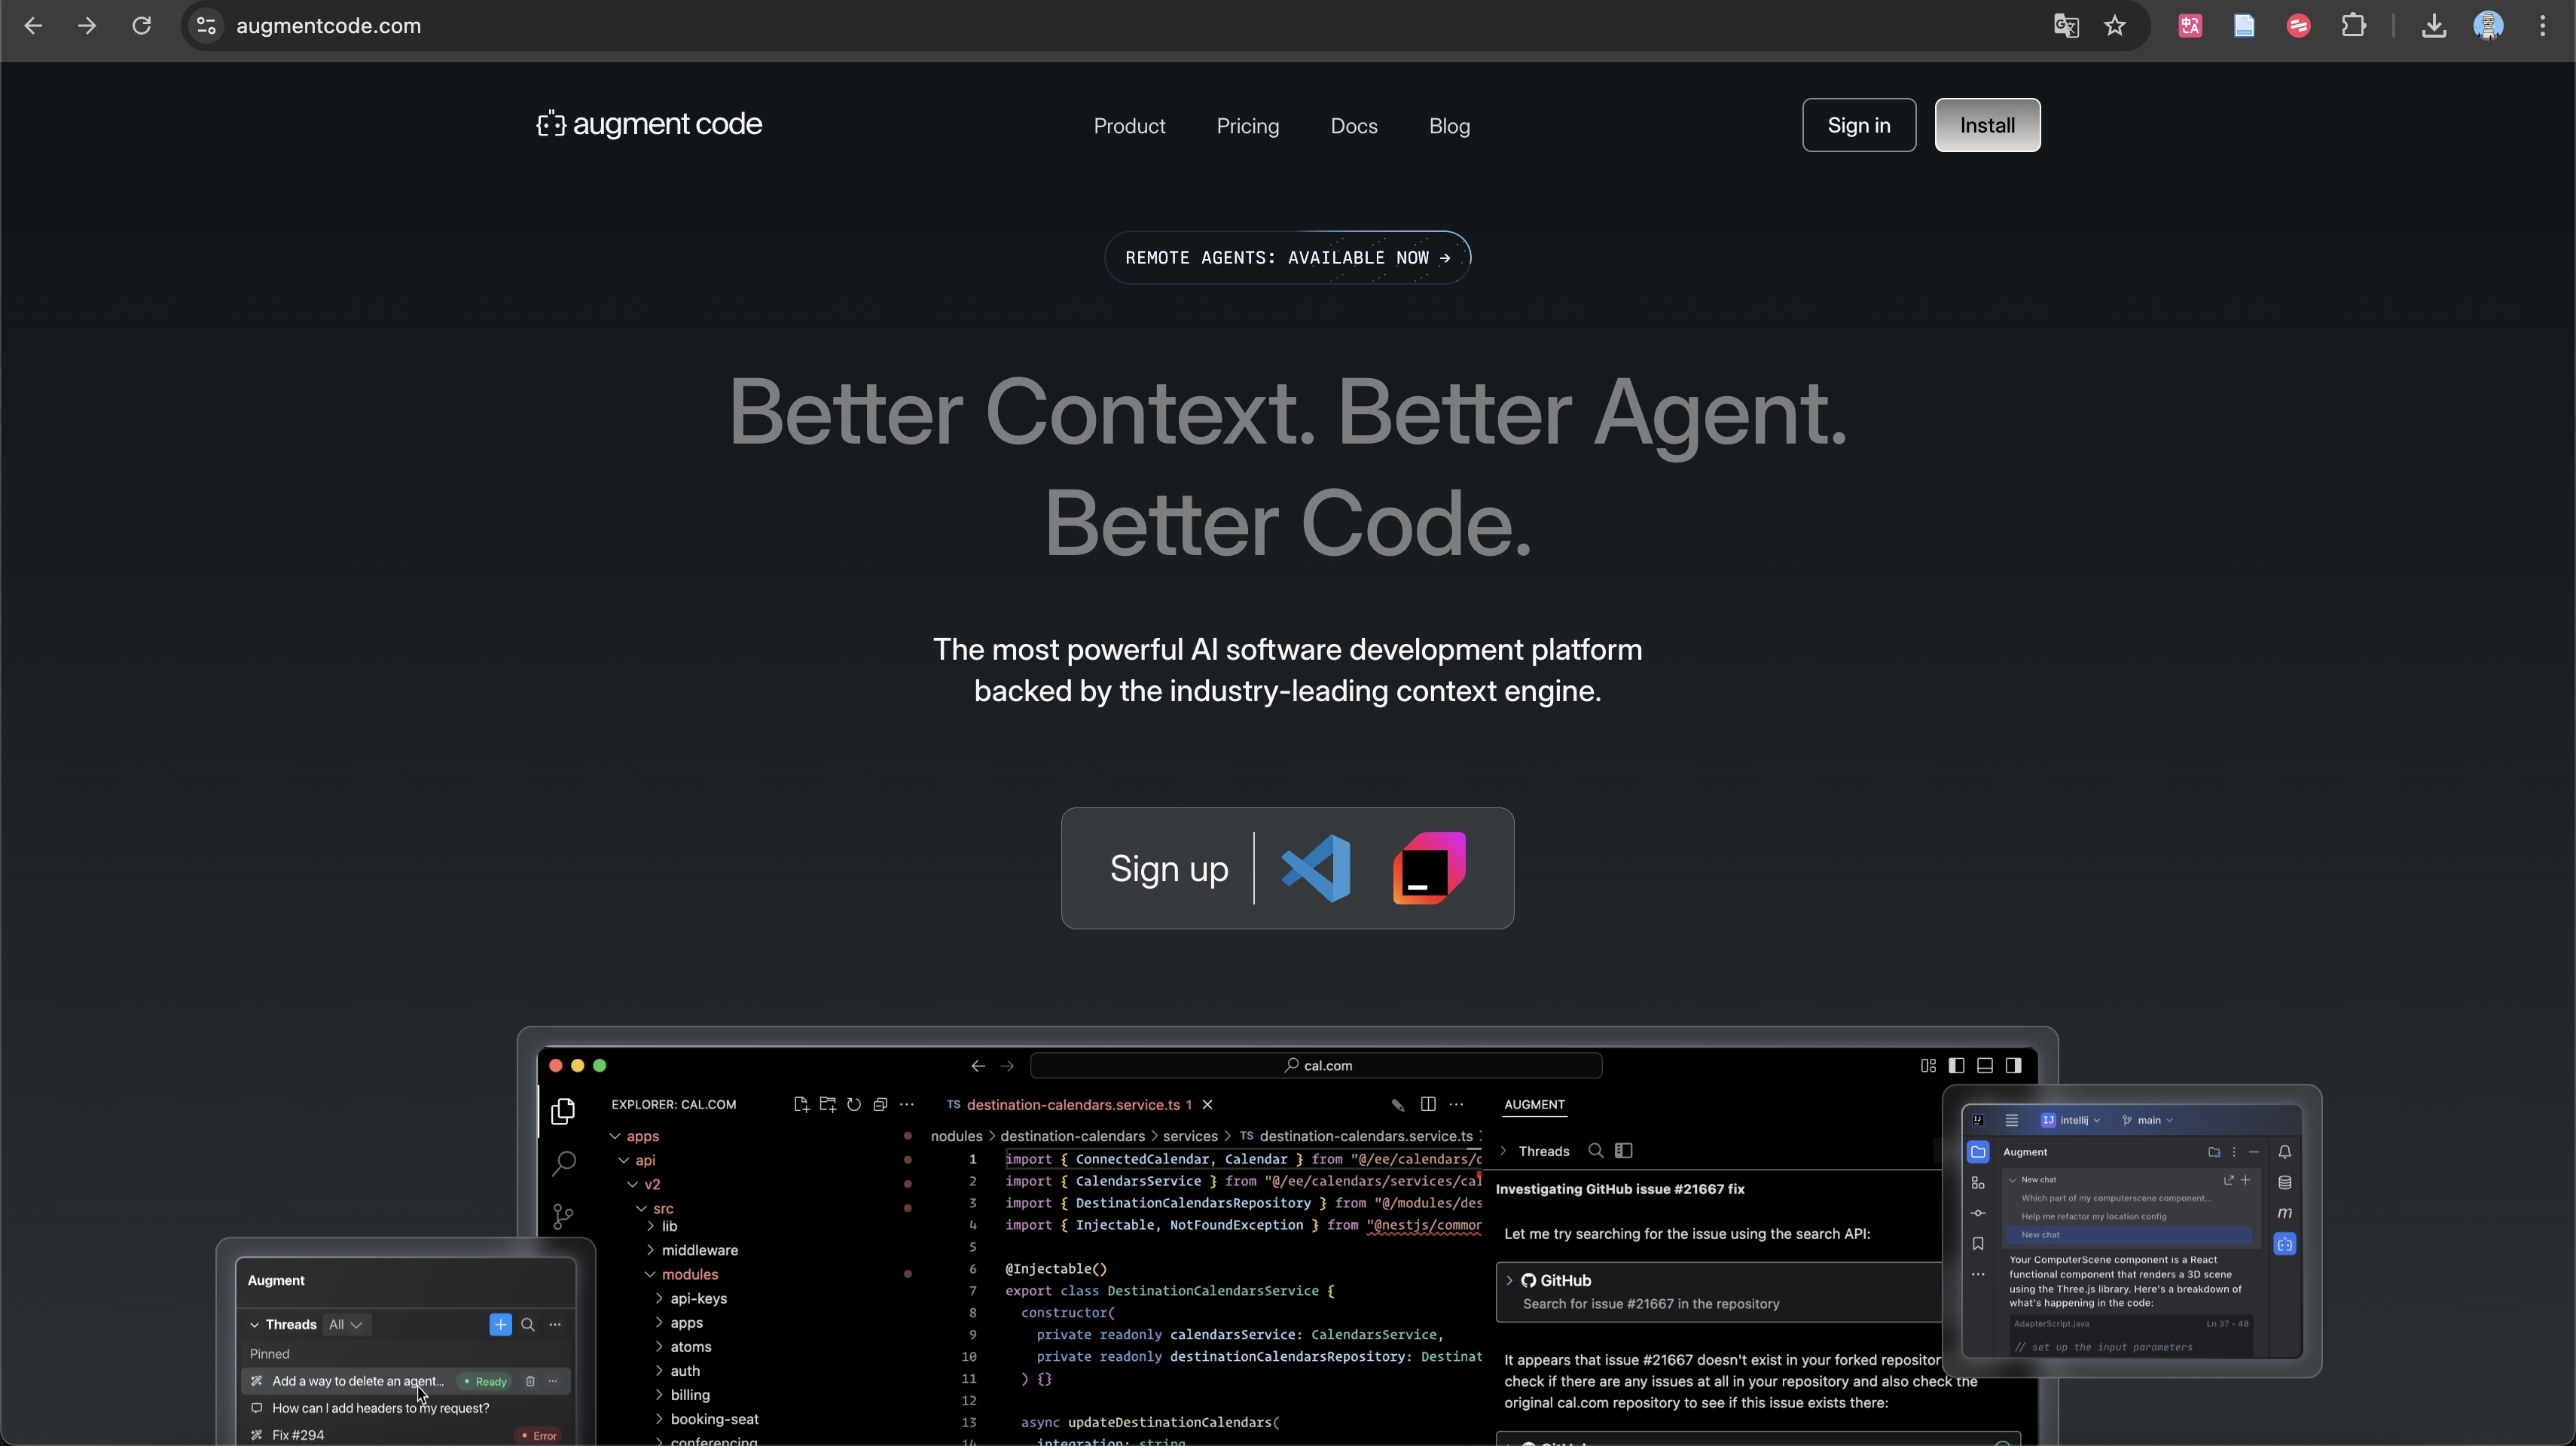 augmentcode.com
augment code
Product Pricing Docs Blog
Sign in Install
REMOTE AGENTS: AVAILABLE NOW →
Better Context. Better Agent.
Better Code.
The most powerful AI software development platform
backed by the industry-leading context engine.
Sign up
cal.com
EXPLORER: CAL.COM
apps
api
v2
src
lib
middleware
modules
api-keys
apps
atoms
auth
billing
booking-seat
conferencing
TS destination-calendars.service.ts 1
nodules > destination-calendars > services > TS destination-calendars.service.ts
1 import { ConnectedCalendar, Calendar } from "@/ee/calendars/
2 import { CalendarsService } from "@/ee/calendars/services/cal
3 import { DestinationCalendarsRepository } from "@/modules/des
4 import { Injectable, NotFoundException } from "@nestjs/common
5
6 @Injectable()
7 export class DestinationCalendarsService {
8 constructor(
9 private readonly calendarsService: CalendarsService,
10 private readonly destinationCalendarsRepository: Destinat
11 ) {}
12
13 async updateDestinationCalendars(
14 integration: string
AUGMENT
Threads
Investigating GitHub issue #21667 fix
Let me try searching for the issue using the search API:
GitHub
Search for issue #21667 in the repository
It appears that issue #21667 doesn't exist in your forked repositor
check if there are any issues at all in your repository and also check the
original cal.com repository to see if this issue exists there:
GitHub
Augment
Threads All
Pinned
Add a way to delete an agent... Ready
How can I add headers to my request?
Fix #294 Error
IJ IJ intellij main
Augment
New chat
Which part of my computerscene component...
Help me refactor my location config
New chat
Your ComputerScene component is a React
functional component that renders a 3D scene
using the Three.js library. Here's a breakdown of
what's happening in the code:
AdapterScript.java Ln 37 - 48
// set up the input parameters